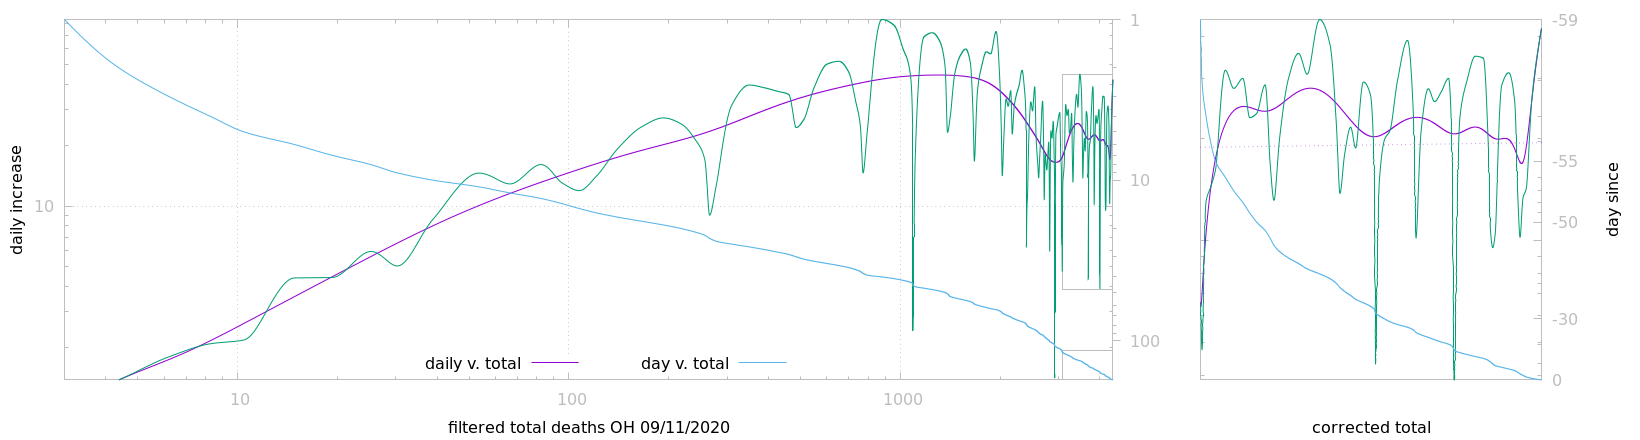 1
-59
daily increase
10
10
-55
-50
day since
-30
100
daily v. total
day v. total
0
10
100
1000
filtered total deaths OH 09/11/2020
corrected total